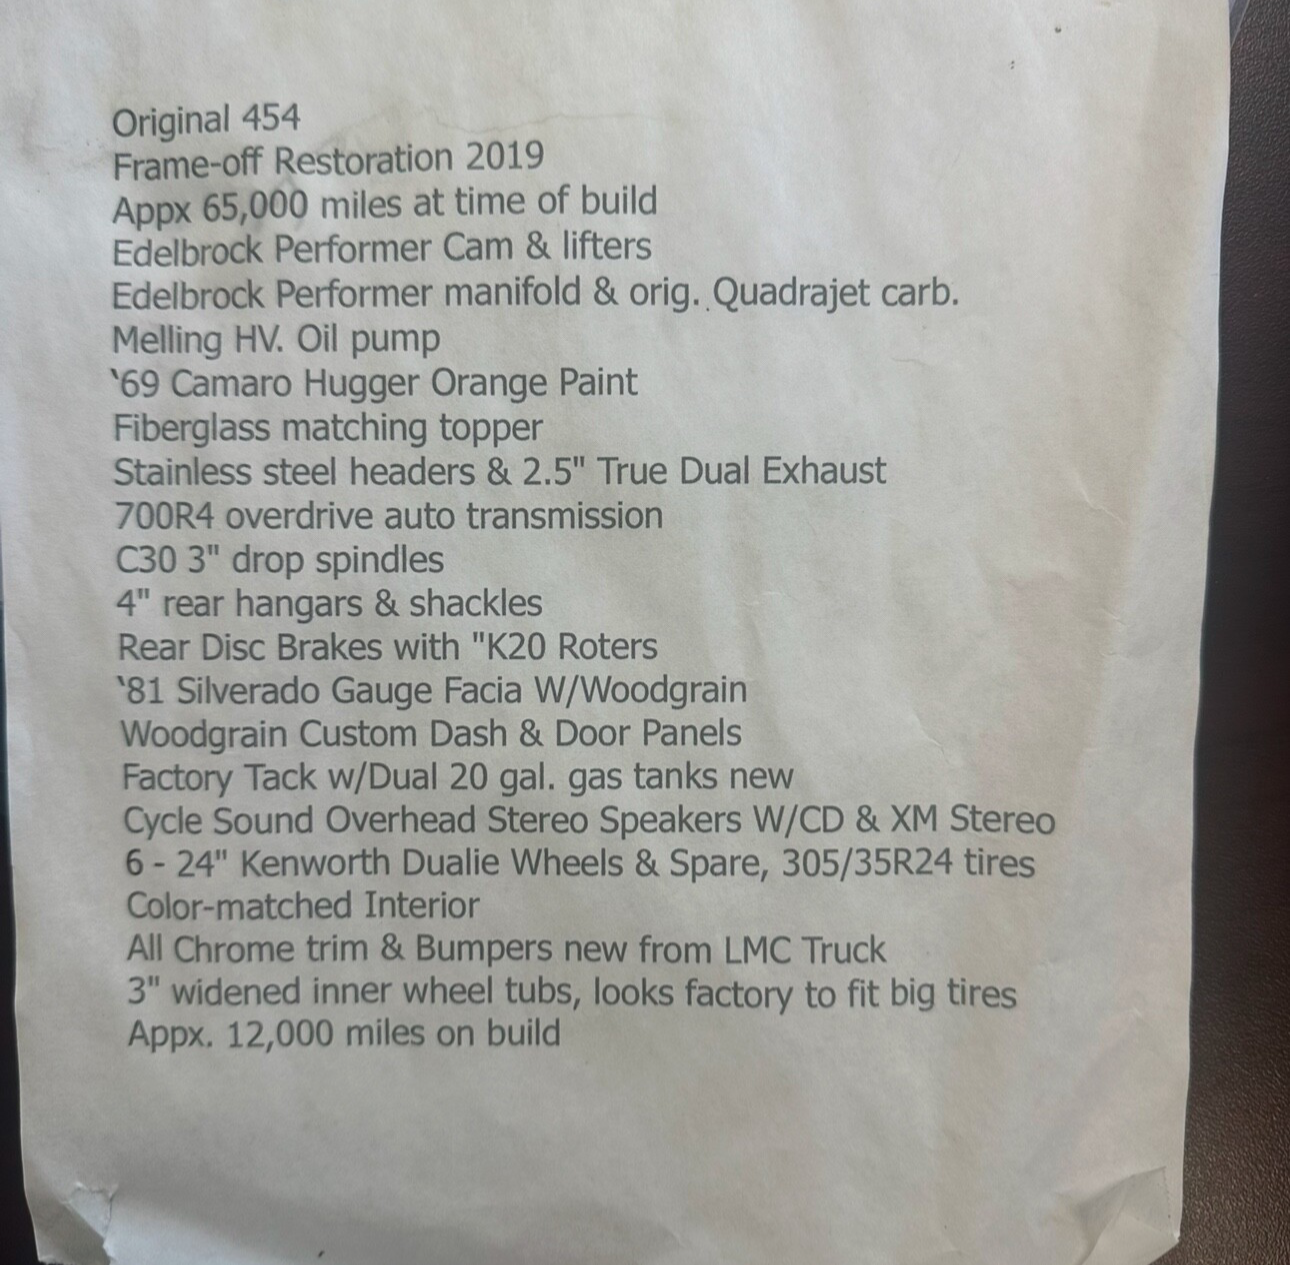 Original 454
Frame-off Restoration 2019
Appx 65,000 miles at time of build
Edelbrock Performer Cam & lifters
Edelbrock Performer manifold & orig. Quadrajet carb.
Melling HV. Oil pump
‛69 Camaro Hugger Orange Paint
Fiberglass matching topper
Stainless steel headers & 2.5" True Dual Exhaust
700R4 overdrive auto transmission
C30 3" drop spindles
4" rear hangars & shackles
Rear Disc Brakes with "K20 Roters
‛81 Silverado Gauge Facia W/Woodgrain
Woodgrain Custom Dash & Door Panels
Factory Tack w/Dual 20 gal. gas tanks new
Cycle Sound Overhead Stereo Speakers W/CD & XM Stereo
6 - 24" Kenworth Dualie Wheels & Spare, 305/35R24 tires
Color-matched Interior
All Chrome trim & Bumpers new from LMC Truck
3" widened inner wheel tubs, looks factory to fit big tires
Appx. 12,000 miles on build